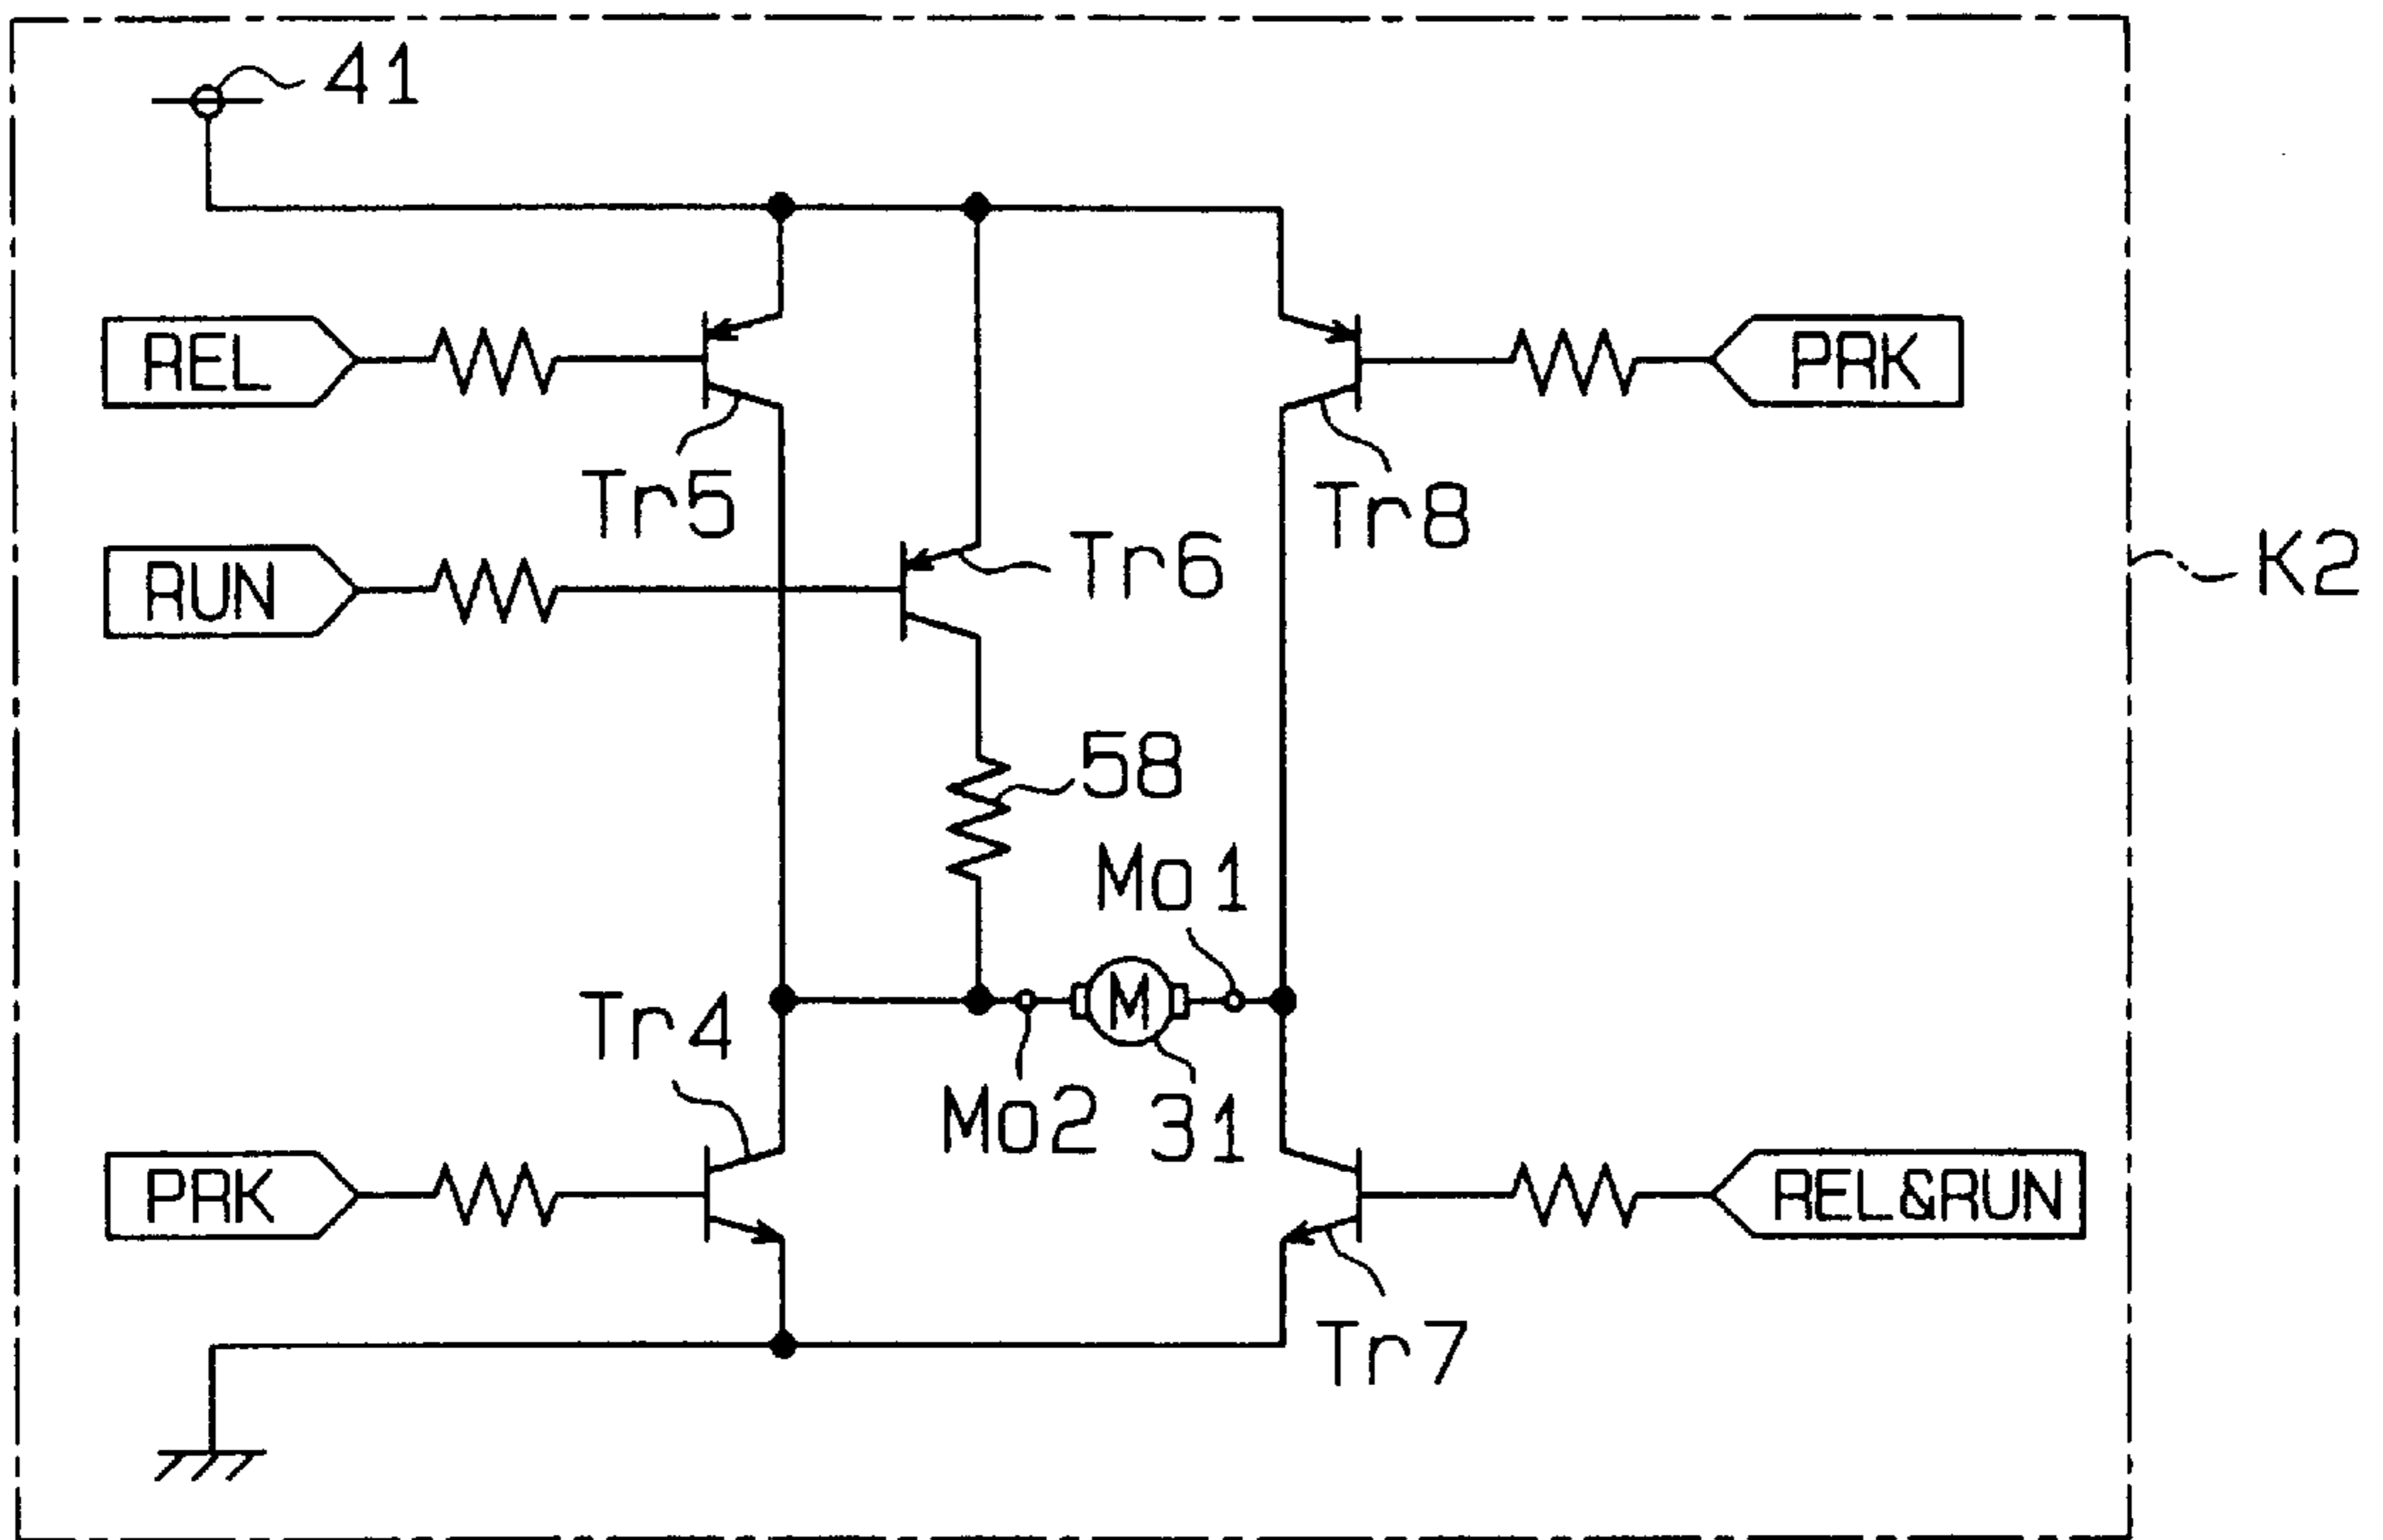 41
REL
PRK
Tr5
Tr8
RUN
Tr6
K2
58
Mo1
M
Tr4
Mo2
31
PRK
REL&RUN
Tr7